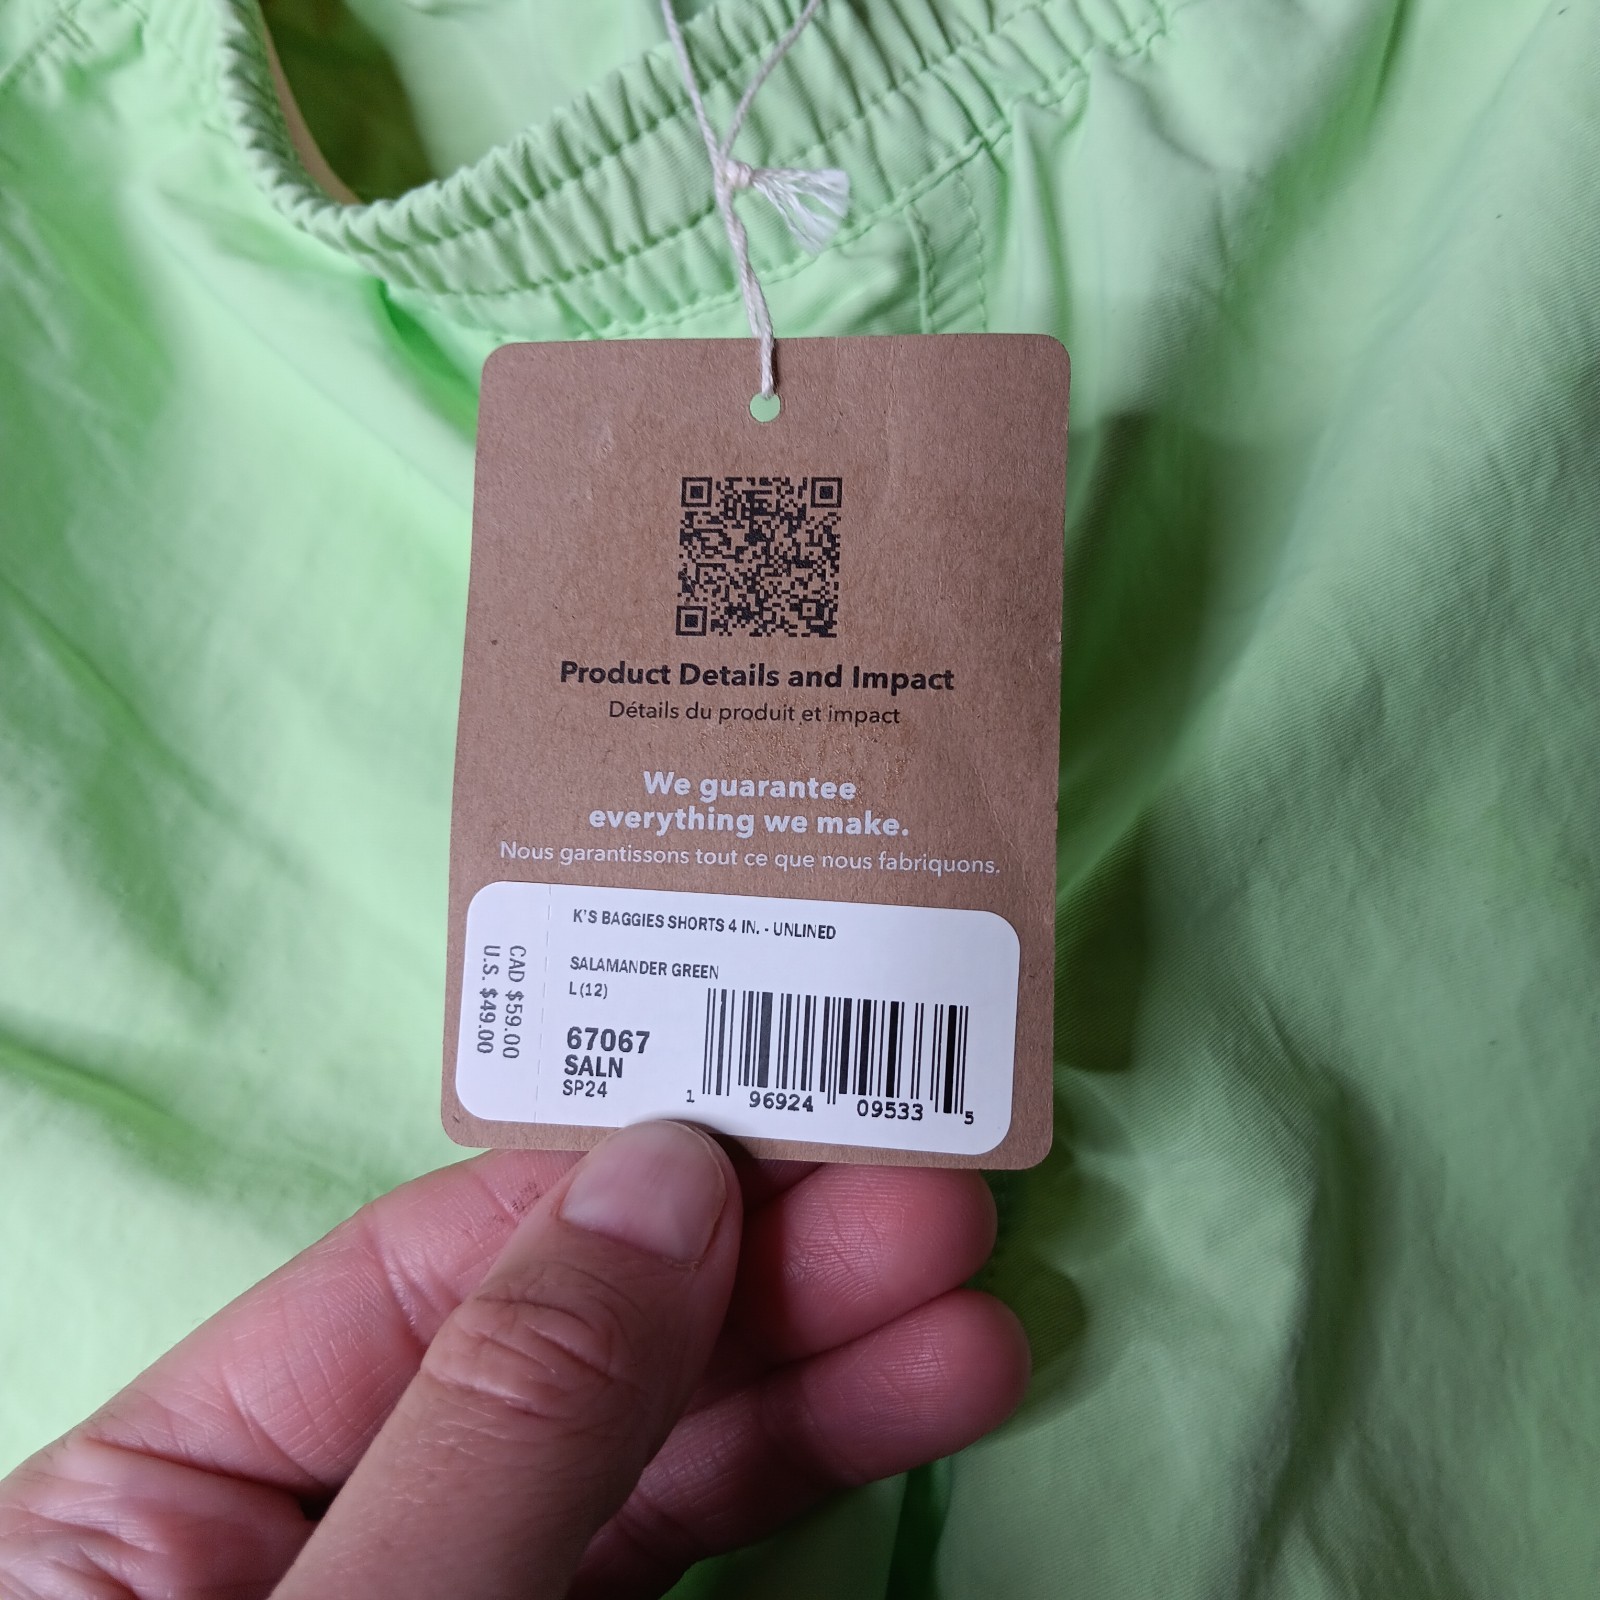 Product Details and Impact
Détails du produit et impact
We guarantee
everything we make.
Nous garantissons tout ce que nous fabriquons.
K'S BAGGIES SHORTS 4 IN. - UNLINED
SALAMANDER GREEN
L (12)
67067
SALN
SP24
1 96924 09533 5
CAD $59.00
U.S. $49.00